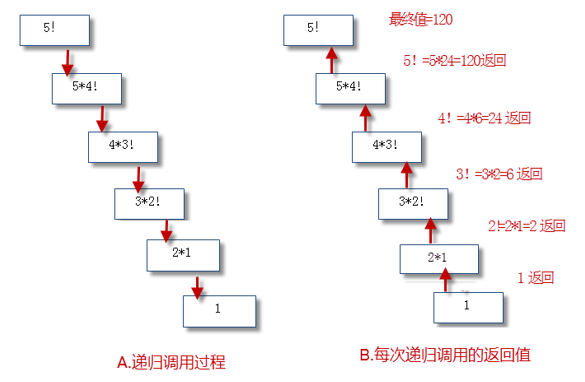 5!
5*4!
4*3!
3*2!
2*1
1
A.递归调用过程
最终值=120
5!
5! =5*24=120返回
5*4!
4! =4*6=24 返回
4*3!
3! =3*2=6 返回
3*2!
2!=2*1=2 返回
2*1
1 返回
1
B.每次递归调用的返回值